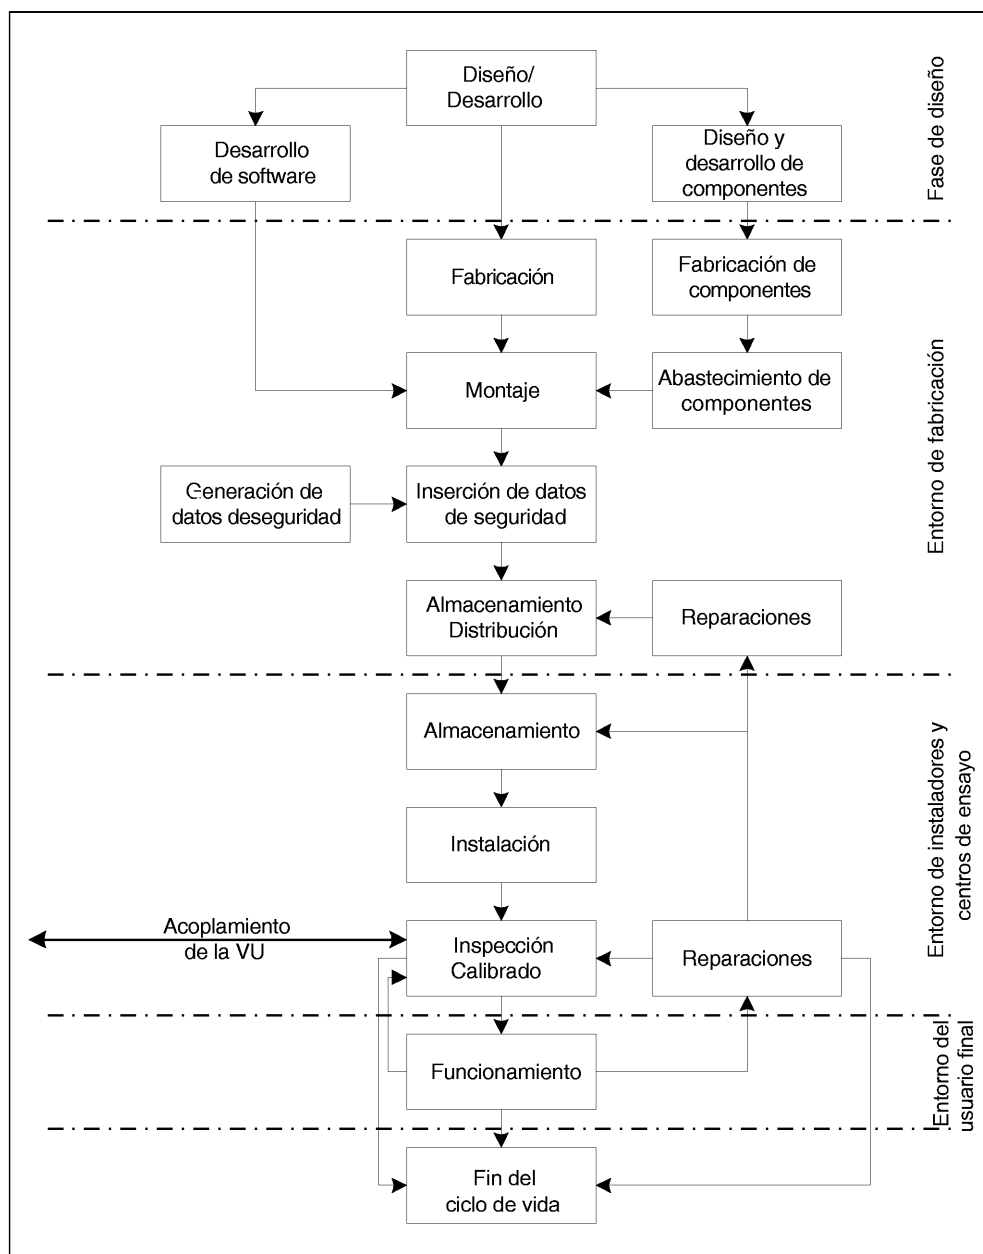 Diseño/
Desarrollo
Fase de diseño
Desarrollo
de software
Diseño y
desarrollo de
componentes
Fabricación
Fabricación de
componentes
Entorno de fabricación
Montaje
Abastecimiento de
componentes
Generación de
datos deseguridad
Inserción de datos
de seguridad
Almacenamiento
Distribución
Reparaciones
Almacenamiento
Entorno de instaladores y
centros de ensayo
Instalación
Acoplamiento
de la VU
Inspección
Calibrado
Reparaciones
Funcionamiento
Entorno del
usuario final
Fin del
ciclo de vida